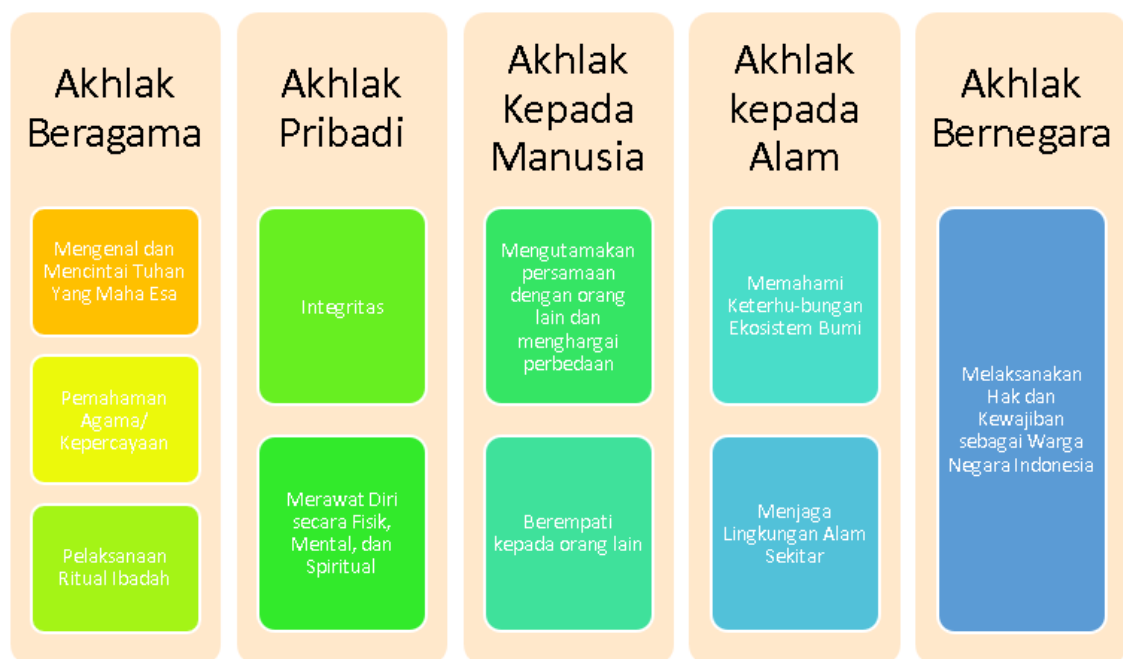 Akhlak
Beragama
Mengenal dan
Mencintai Tuhan
Yang Maha Esa
Pemahaman
Agama/
Kepercayaan
Pelaksanaan
Ritual Ibadah
Akhlak
Pribadi
Integritas
Merawat Diri
secara Fisik,
Mental, dan
Spiritual
Akhlak
Kepada
Manusia
Mengutamakan
persamaan
dengan orang
lain dan
menghargai
perbedaan
Berempati
kepada orang lain
Akhlak
kepada
Alam
Memahami
Keterhu-bungan
Ekosistem Bumi
Menjaga
Lingkungan Alam
Sekitar
Akhlak
Bernegara
Melaksanakan
Hak dan
Kewajiban
sebagai Warga
Negara Indonesia